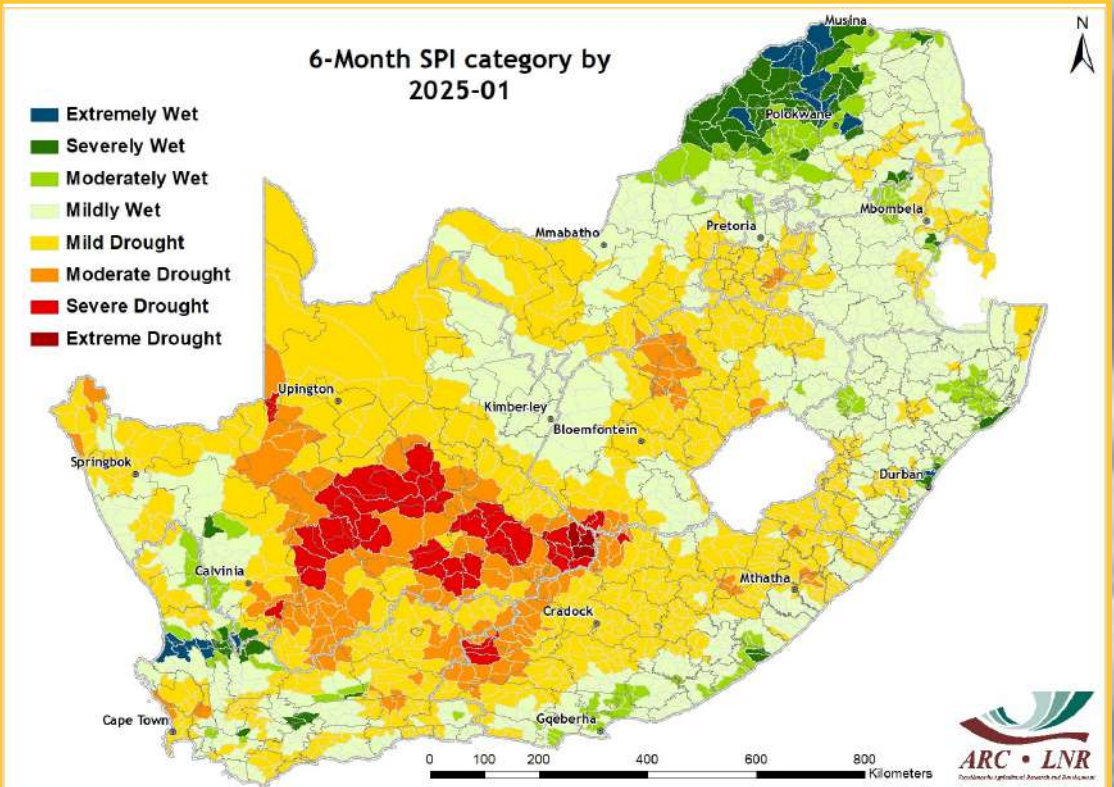 6-Month SPI category by
2025-01
N
Extremely Wet
Severely Wet
Moderately Wet
Mildly Wet
Mild Drought
Moderate Drought
Severe Drought
Extreme Drought
Musina
Polokwane
Mbombela
Pretoria
Mmabatho
Upington
Kimberley
Bloemfontein
Springbok
Durban
Calvinia
Mthatha
Cradock
Cape Town
Gqeberha
0 100 200 400 600 800
Kilometers
ARC • LNR